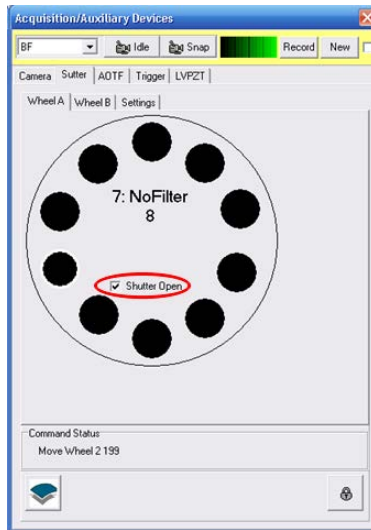 Acquisition/Auxiliary Devices
BF Idle Snap Record New
Camera Sutter AOTF Trigger LVPZT
Wheel A Wheel B Settings
7: NoFilter
8
Shutter Open
Command Status
Move Wheel 2 199